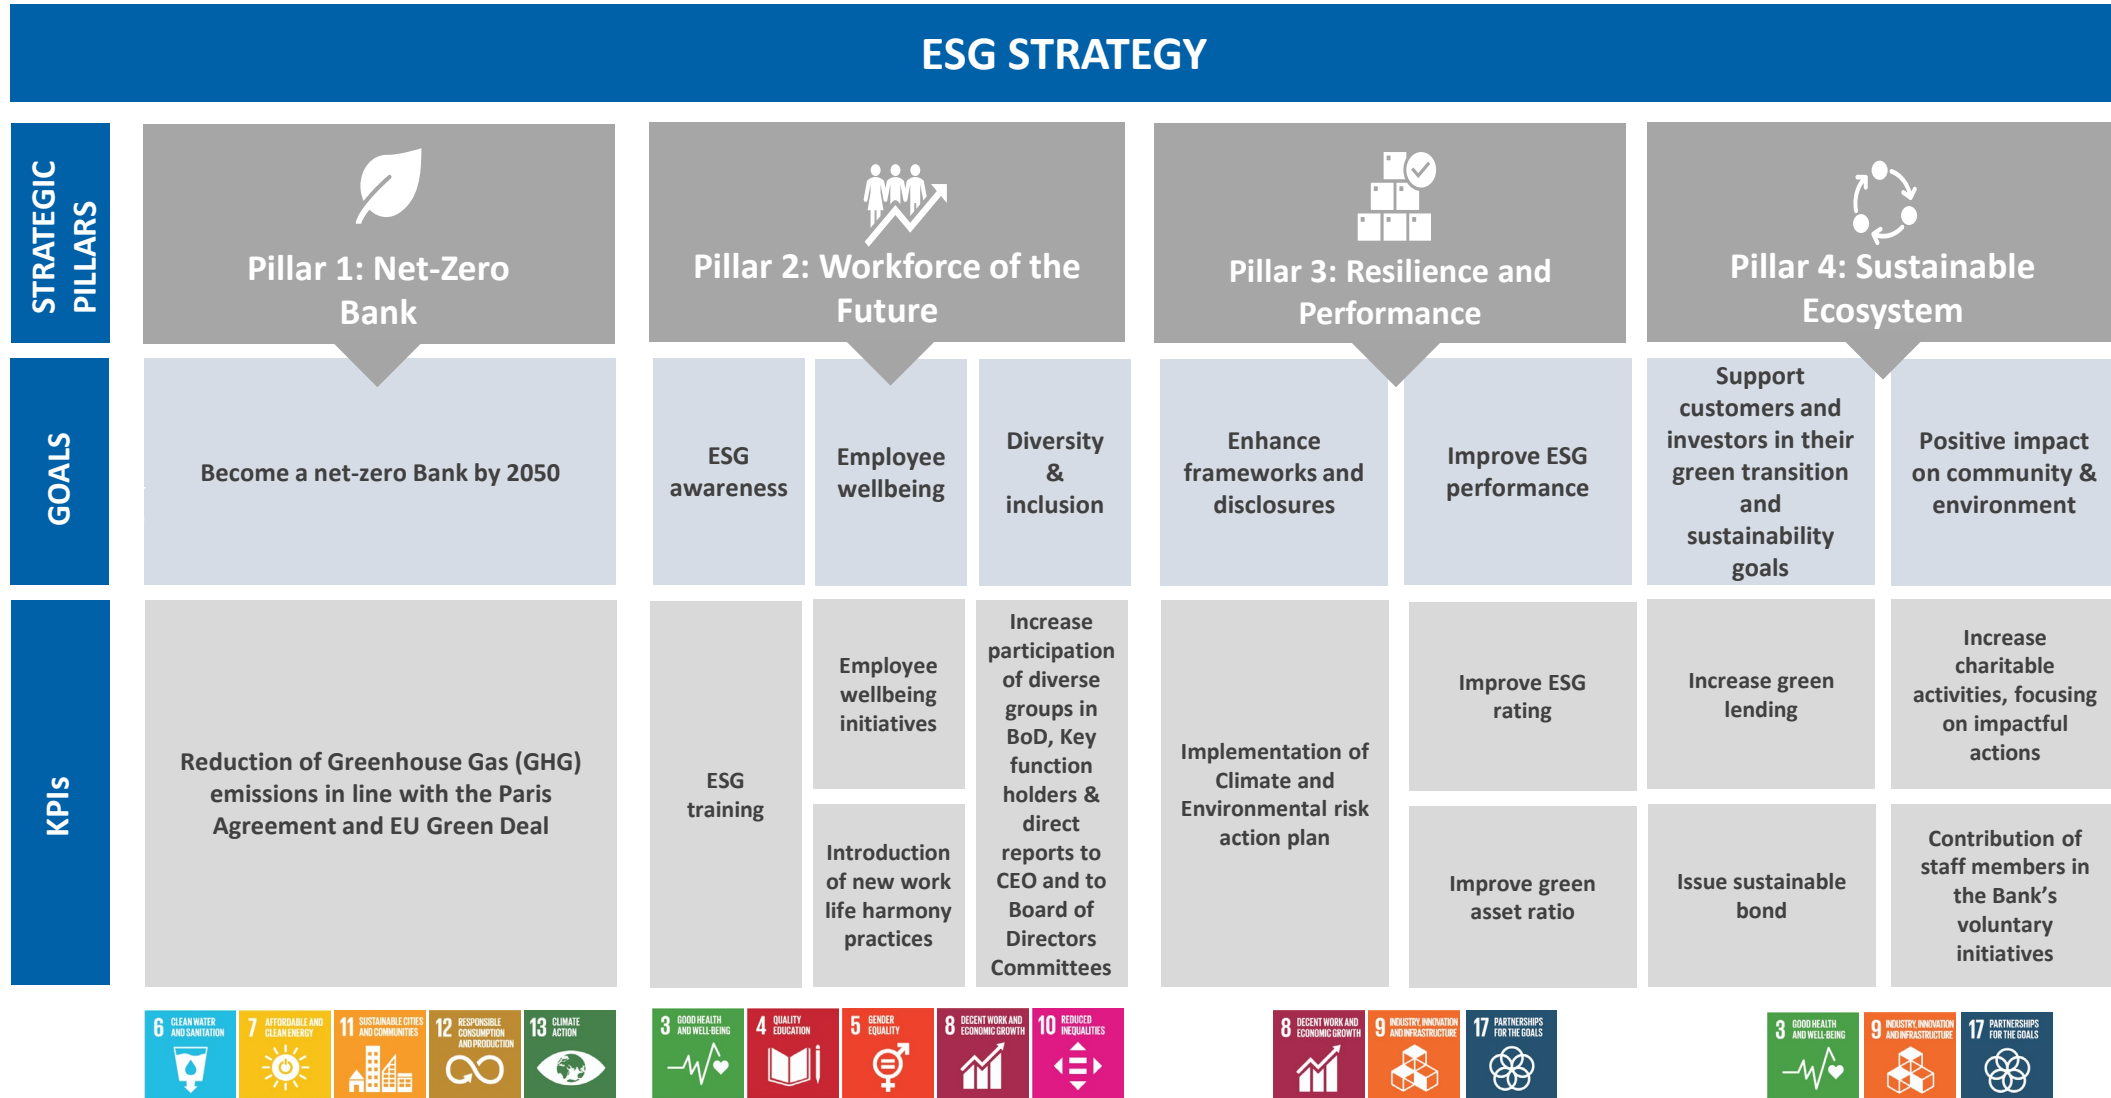 ESG STRATEGY
STRATEGIC
PILLARS
Pillar 1: Net-Zero
Bank
Pillar 2: Workforce of the
Future
Pillar 3: Resilience and
Performance
Pillar 4: Sustainable
Ecosystem
GOALS
Become a net-zero Bank by 2050
ESG
awareness
Employee
wellbeing
Diversity
&
inclusion
Enhance
frameworks and
disclosures
Improve ESG
performance
Support
customers and
investors in their
green transition
and
sustainability
goals
Positive impact
on community &
environment
KPIs
Reduction of Greenhouse Gas (GHG)
emissions in line with the Paris
Agreement and EU Green Deal
ESG
training
Employee
wellbeing
initiatives
Introduction
of new work
life harmony
practices
Increase
participation
of diverse
groups in
BoD, Key
function
holders &
direct
reports to
CEO and to
Board of
Directors
Committees
Implementation of
Climate and
Environmental risk
action plan
Improve ESG
rating
Improve green
asset ratio
Increase green
lending
Issue sustainable
bond
Increase
charitable
activities, focusing
on impactful
actions
Contribution of
staff members in
the Bank's
voluntary
initiatives
6 CLEAN WATER
AND SANITATION
7 AFFORDABLE AND
CLEAN ENERGY
11 SUSTAINABLE CITIES
AND COMMUNITIES
12 RESPONSIBLE
CONSUMPTION
AND PRODUCTION
13 CLIMATE
ACTION
3 GOOD HEALTH
AND WELL-BEING
4 QUALITY
EDUCATION
5 GENDER
EQUALITY
8 DECENT WORK AND
ECONOMIC GROWTH
10 REDUCED
INEQUALITIES
8 DECENT WORK AND
ECONOMIC GROWTH
9 INDUSTRY, INNOVATION
AND INFRASTRUCTURE
17 PARTNERSHIPS
FOR THE GOALS
3 GOOD HEALTH
AND WELL-BEING
9 INDUSTRY, INNOVATION
AND INFRASTRUCTURE
17 PARTNERSHIPS
FOR THE GOALS